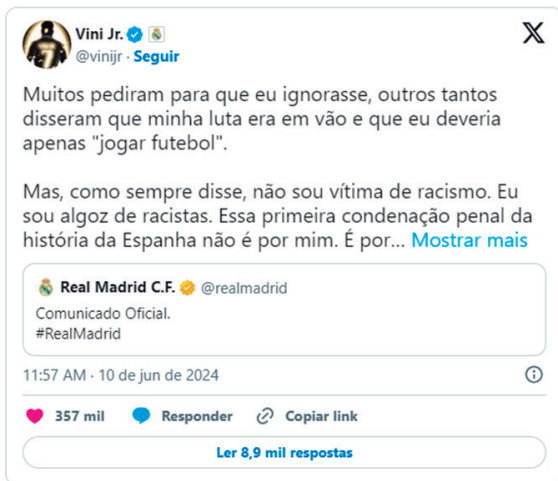 Vini Jr.
@vinijr · Seguir
Muitos pediram para que eu ignorasse, outros tantos
disseram que minha luta era em vão e que eu deveria
apenas "jogar futebol".
Mas, como sempre disse, não sou vítima de racismo. Eu
sou algoz de racistas. Essa primeira condenação penal da
história da Espanha não é por mim. É por... Mostrar mais
Real Madrid C.F. @realmadrid
Comunicado Oficial.
#RealMadrid
11:57 AM · 10 de jun de 2024
357 mil Responder Copiar link
Ler 8,9 mil respostas